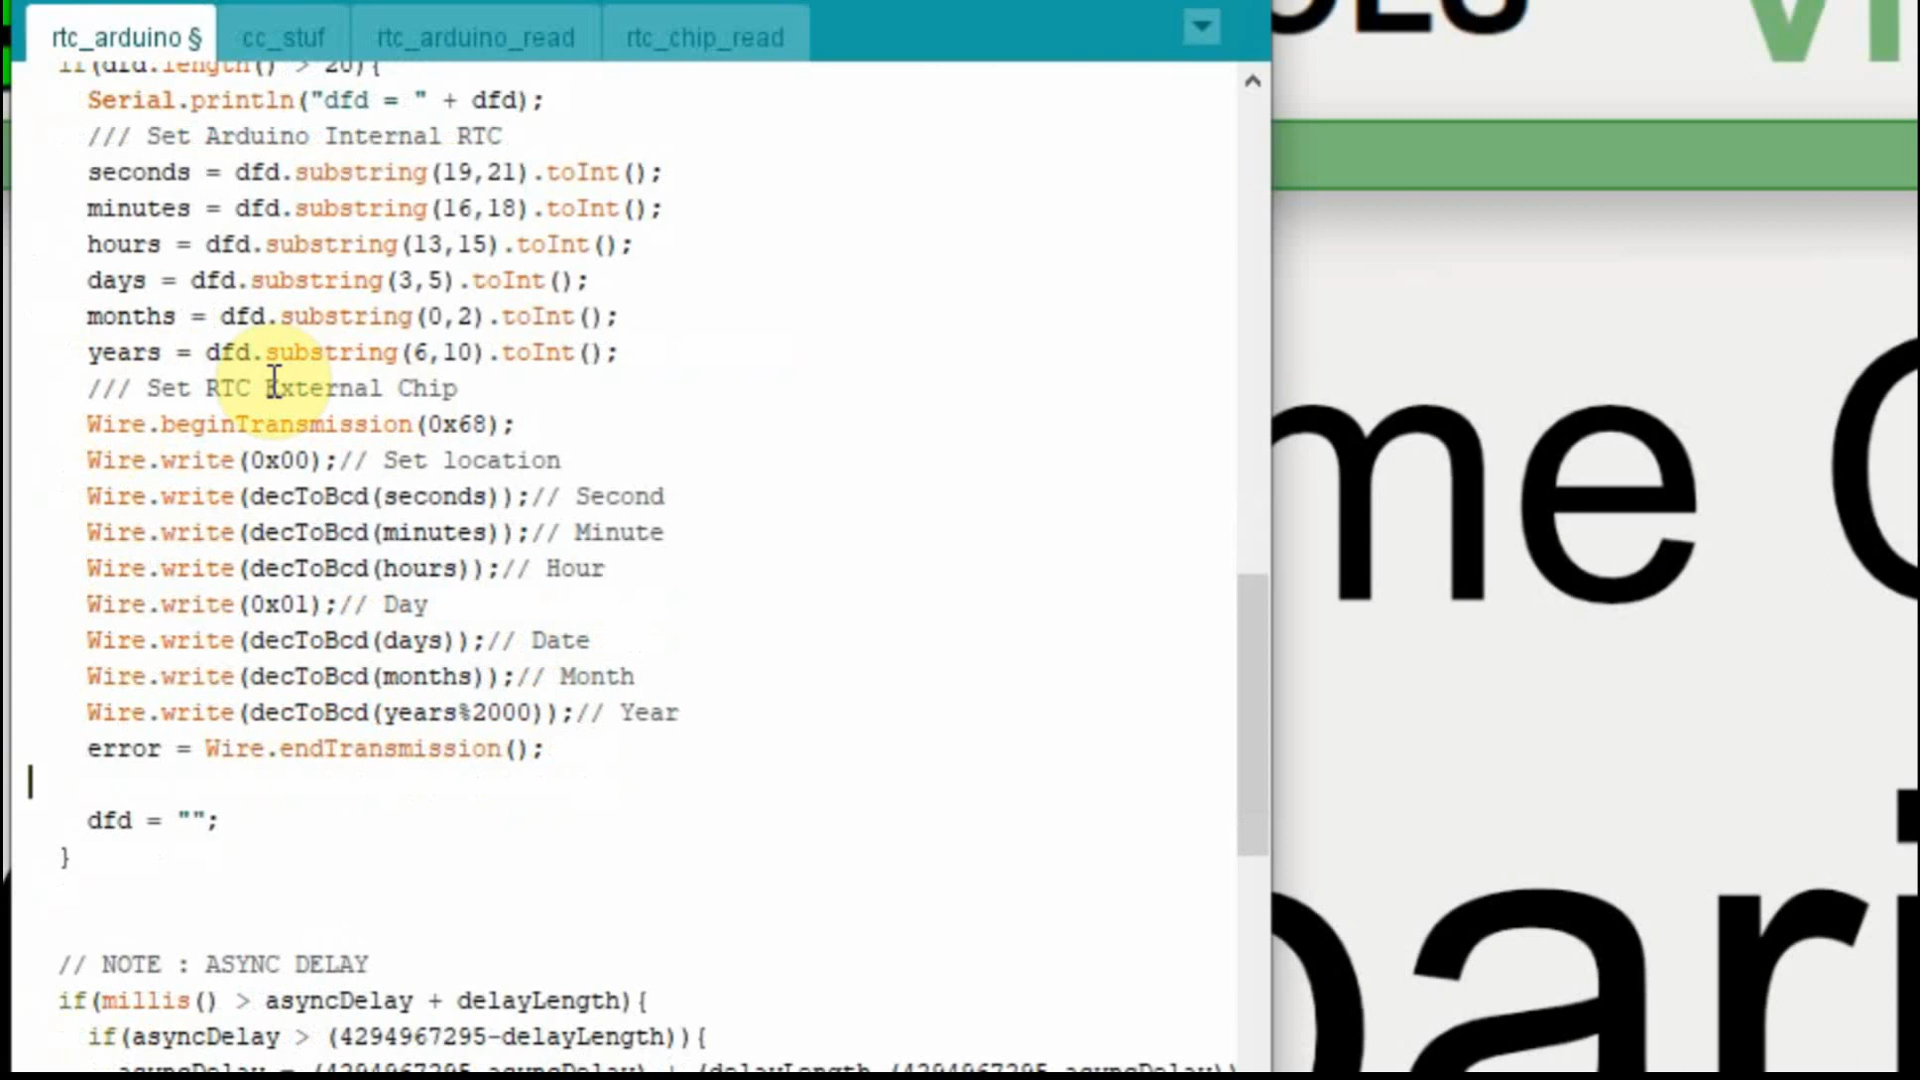 rtc_arduino §
cc_stuf
rtc_arduino_read
rtc_chip_read
if(dfd.length() > 20){
Serial.println("dfd = " + dfd);
/// Set Arduino Internal RTC
seconds = dfd.substring(19,21).toInt();
minutes = dfd.substring(16,18).toInt();
hours = dfd.substring(13,15).toInt();
days = dfd.substring(3,5).toInt();
months = dfd.substring(0,2).toInt();
years = dfd.substring(6,10).toInt();
/// Set RTC External Chip
Wire.beginTransmission(0x68);
Wire.write(0x00);// Set location
Wire.write(decToBcd(seconds));// Second
Wire.write(decToBcd(minutes));// Minute
Wire.write(decToBcd(hours));// Hour
Wire.write(0x01);// Day
Wire.write(decToBcd(days));// Date
Wire.write(decToBcd(months));// Month
Wire.write(decToBcd(years%2000));// Year
error = Wire.endTransmission();
dfd = "";
}
// NOTE : ASYNC DELAY
if(millis() > asyncDelay + delayLength){
if(asyncDelay > (4294967295-delayLength)){
me